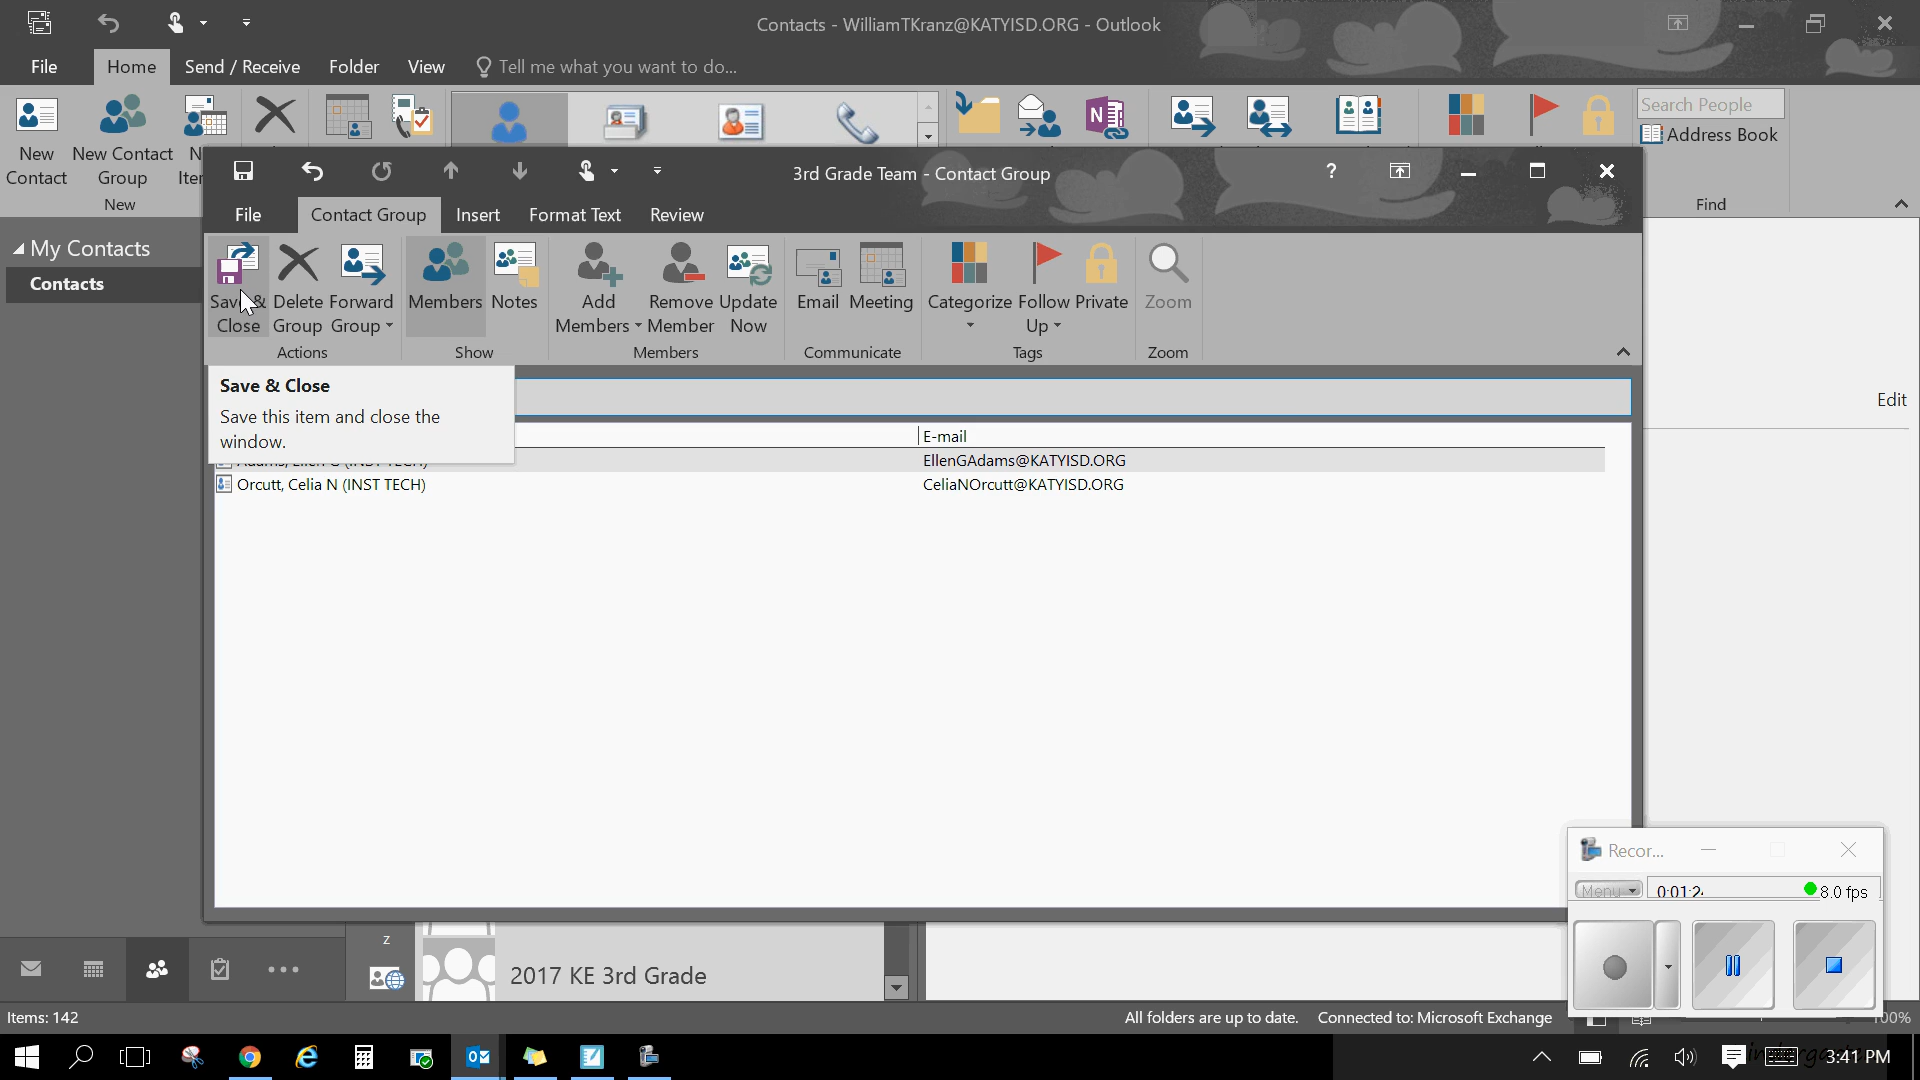 Contacts - WilliamTKranz@KATYISD.ORG - Outlook
File Home Send / Receive Folder View Tell me what you want to do...
New Contact
New Contact Group
New
Search People
Address Book
Find
3rd Grade Team - Contact Group
?
File Contact Group Insert Format Text Review
Save & Close
Delete Group
Forward Group
Members
Notes
Add Members
Remove Member
Update Now
Email
Meeting
Categorize
Follow Up
Private
Zoom
Actions Show Members Communicate Tags Zoom
My Contacts
Contacts
Save & Close
Save this item and close the
window.
Edit
E-mail
EllenGAdams@KATYISD.ORG
Orcutt, Celia N (INST TECH) CeliaNOrcutt@KATYISD.ORG
Recor...
Menu 8.0 fps
z
2017 KE 3rd Grade
Items: 142
All folders are up to date. Connected to: Microsoft Exchange
100%
3:41 PM